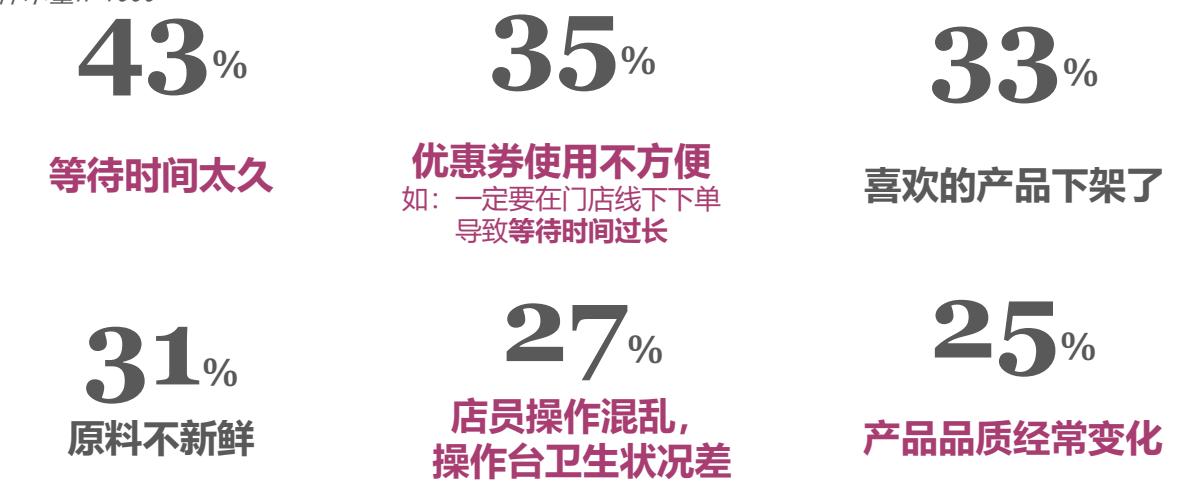 43%
等待时间太久
35%
优惠券使用不方便
如：一定要在门店线下下单
导致等待时间过长
33%
喜欢的产品下架了
31%
原料不新鲜
27%
店员操作混乱，
操作台卫生状况差
25%
产品品质经常变化